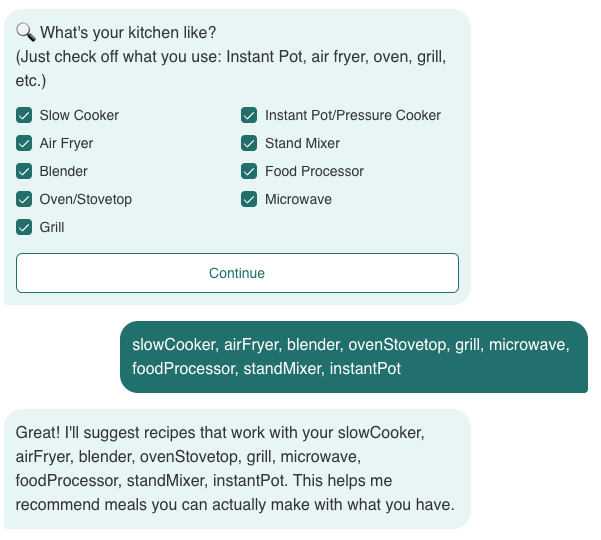 🔍 What's your kitchen like?
(Just check off what you use: Instant Pot, air fryer, oven, grill,
etc.)
Slow Cooker
Instant Pot/Pressure Cooker
Air Fryer
Stand Mixer
Blender
Food Processor
Oven/Stovetop
Microwave
Grill
Continue
slowCooker, airFryer, blender, ovenStovetop, grill, microwave,
foodProcessor, standMixer, instantPot
Great! I'll suggest recipes that work with your slowCooker,
airFryer, blender, ovenStovetop, grill, microwave,
foodProcessor, standMixer, instantPot. This helps me
recommend meals you can actually make with what you have.